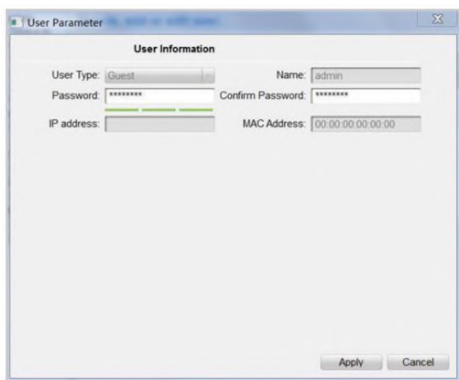 User Parameter
User Information
User Type: Guest Name: admin
Password: ******** Confirm Password: ********
IP address: MAC Address: 00:00:00:00:00:00
Apply Cancel